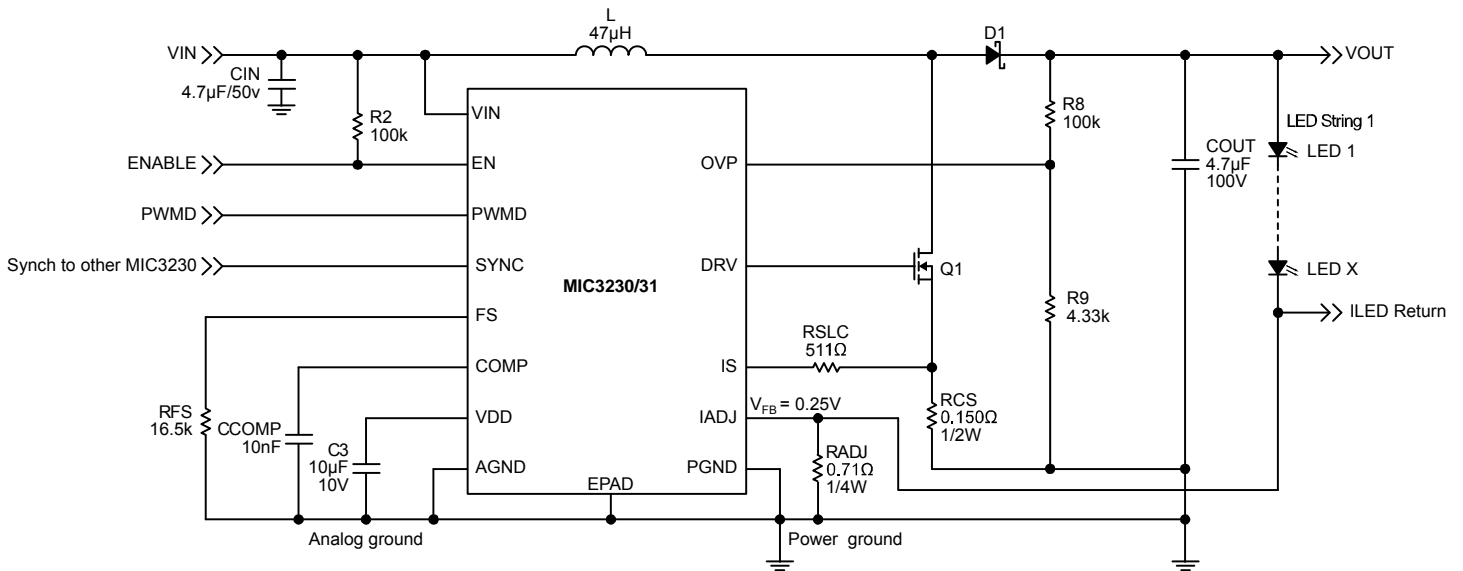 L
47µH
D1
VIN
VOUT
CIN
4.7µF/50v
R2
100k
VIN
R8
100k
LED String 1
ENABLE
EN
OVP
COUT
4.7µF
100V
LED 1
PWMD
PWMD
Synch to other MIC3230
SYNC
MIC3230/31
DRV
Q1
LED X
R9
4.33k
FS
ILED Return
RSLC
511Ω
COMP
IS
VFB = 0.25V
RCS
0.150Ω
1/2W
RFS
16.5k
CCOMP
10nF
VDD
IADJ
C3
10µF
10V
RADJ
0.71Ω
1/4W
AGND
PGND
EPAD
Analog ground
Power ground